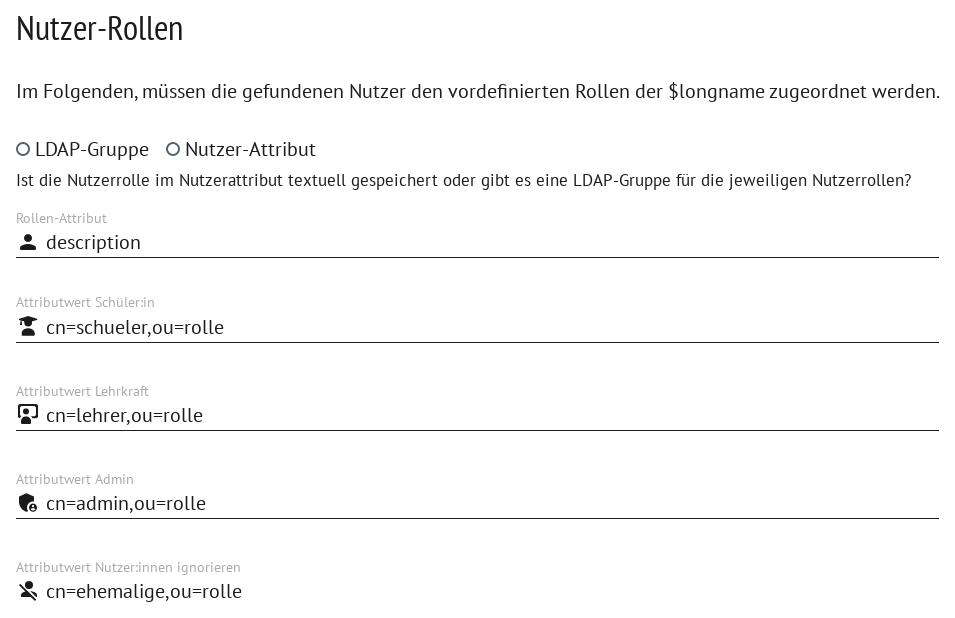 Nutzer-Rollen
Im Folgenden, müssen die gefundenen Nutzer den vordefinierten Rollen der $longname zugeordnet werden.
LDAP-Gruppe Nutzer-Attribut
Ist die Nutzerrolle im Nutzerattribut textuell gespeichert oder gibt es eine LDAP-Gruppe für die jeweiligen Nutzerrollen?
Rollen-Attribut
description
Attributwert Schüler:in
cn=schueler,ou=rolle
Attributwert Lehrkraft
cn=lehrer,ou=rolle
Attributwert Admin
cn=admin,ou=rolle
Attributwert Nutzer:innen ignorieren
cn=ehemalige,ou=rolle